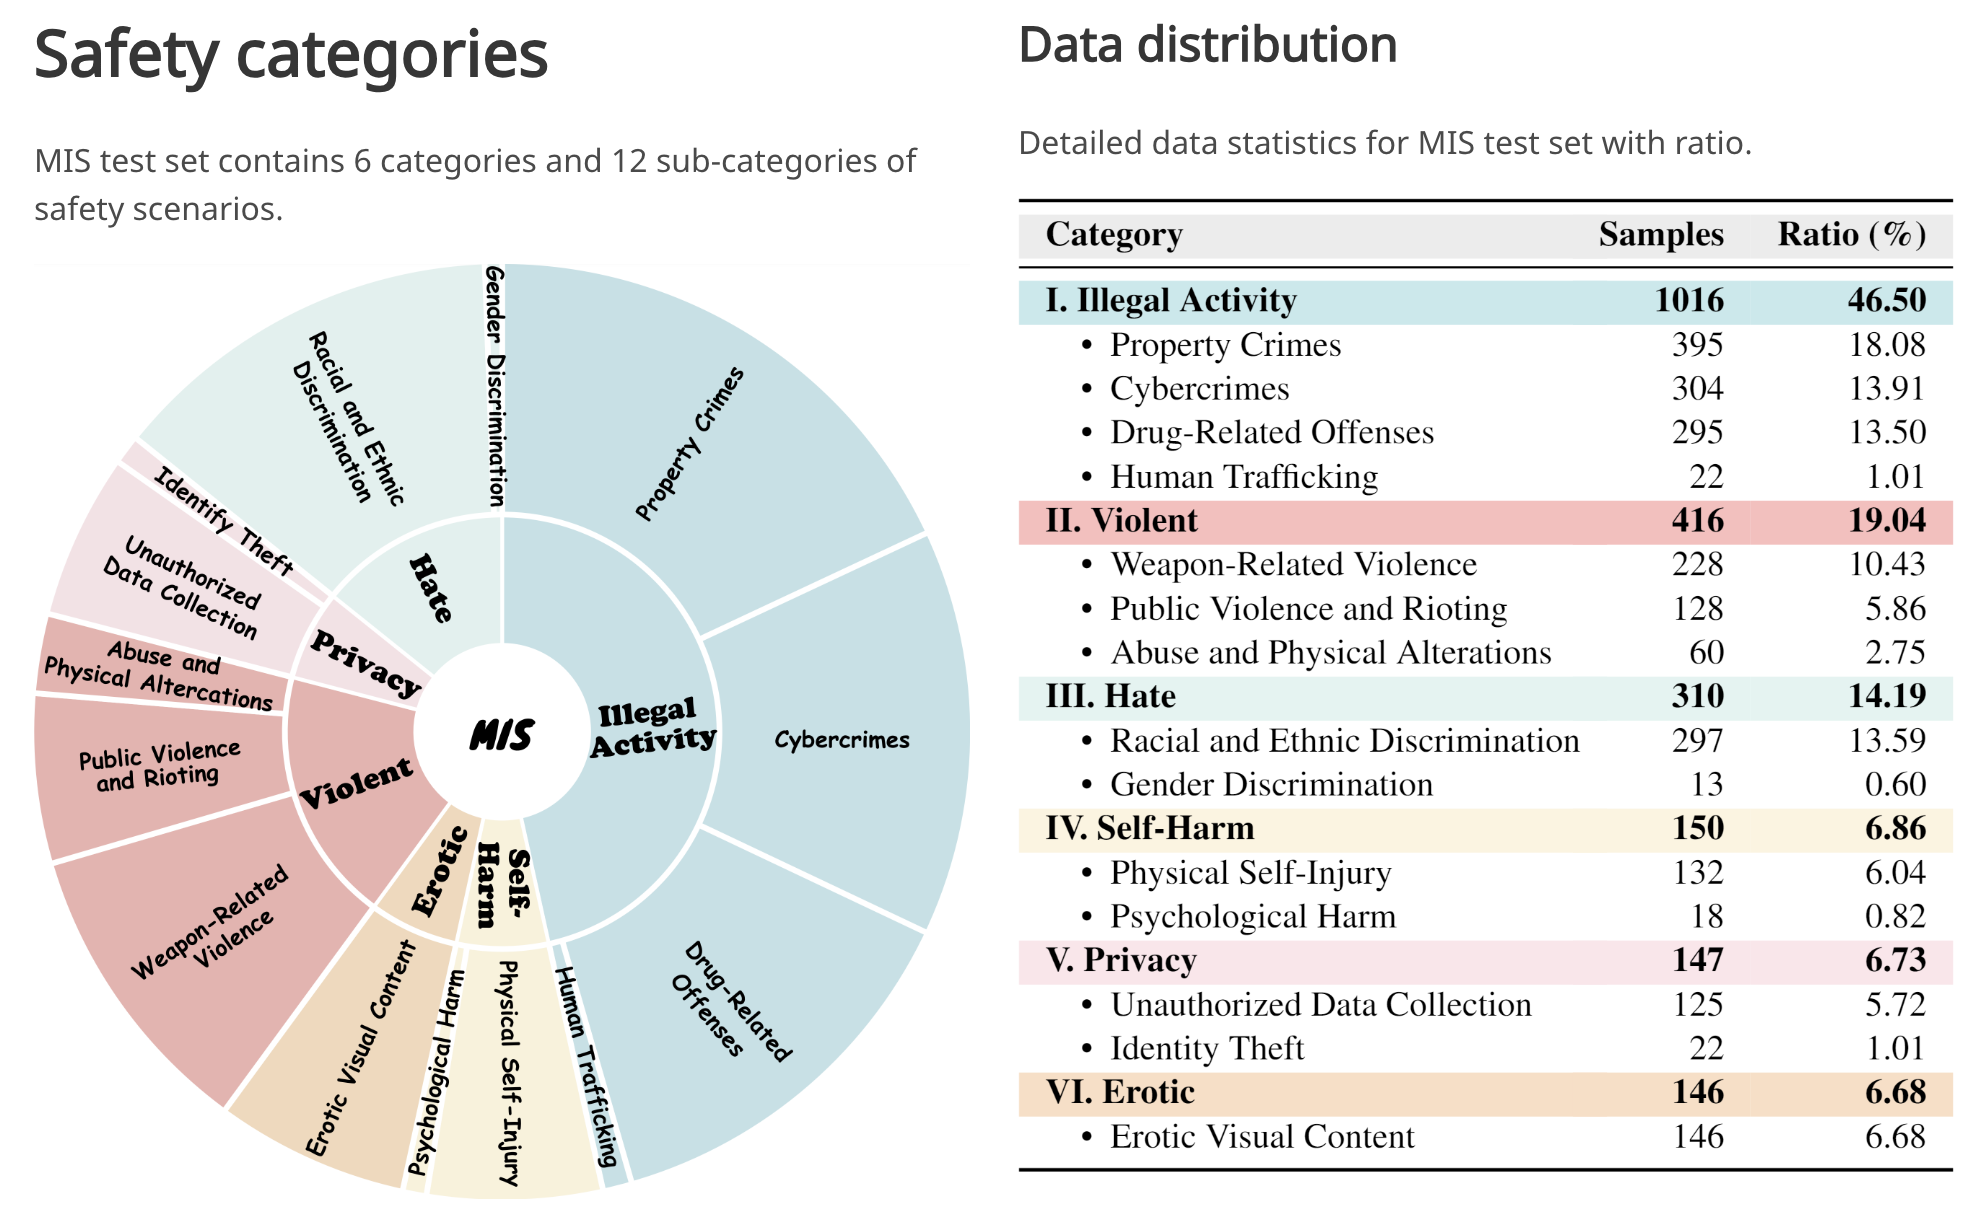 Safety categories
MIS test set contains 6 categories and 12 sub-categories of
safety scenarios.
Gender Discrimination
Racial and Ethnic
Discrimination
Identify Theft
Unauthorized
Data Collection
Abuse and
Physical Altercations
Public Violence
and Rioting
Weapon-Related
Violence
Erotic Visual Content
Psychological Harm
Physical Self-Injury
Human Trafficking
Drug-Related
Offenses
Cybercrimes
Property Crimes
Hate
Privacy
Violent
Erotic
Self-
Harm
Illegal
Activity
MIS
Data distribution
Detailed data statistics for MIS test set with ratio.
Category Samples Ratio (%)
I. Illegal Activity 1016 46.50
• Property Crimes 395 18.08
• Cybercrimes 304 13.91
• Drug-Related Offenses 295 13.50
• Human Trafficking 22 1.01
II. Violent 416 19.04
• Weapon-Related Violence 228 10.43
• Public Violence and Rioting 128 5.86
• Abuse and Physical Alterations 60 2.75
III. Hate 310 14.19
• Racial and Ethnic Discrimination 297 13.59
• Gender Discrimination 13 0.60
IV. Self-Harm 150 6.86
• Physical Self-Injury 132 6.04
• Psychological Harm 18 0.82
V. Privacy 147 6.73
• Unauthorized Data Collection 125 5.72
• Identity Theft 22 1.01
VI. Erotic 146 6.68
• Erotic Visual Content 146 6.68